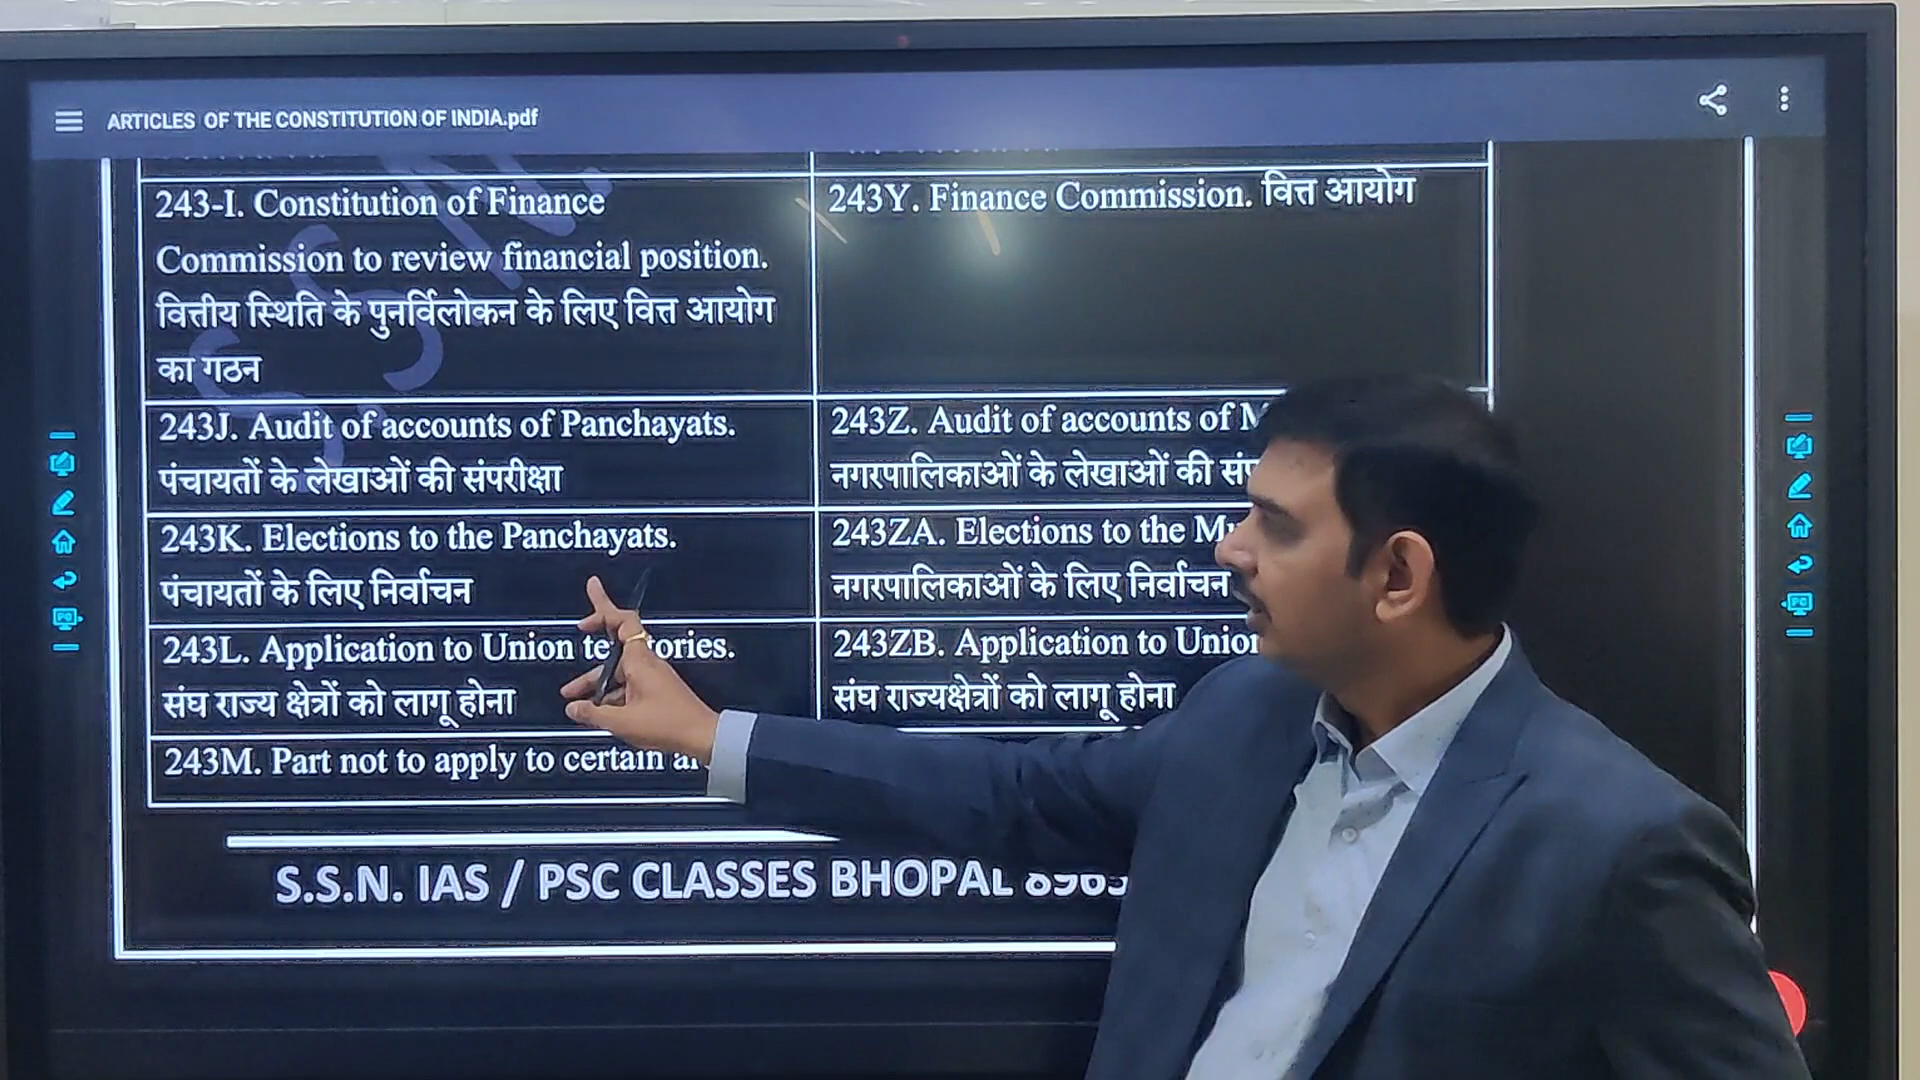 ARTICLES OF THE CONSTITUTION OF INDIA.pdf
243-I. Constitution of Finance
Commission to review financial position.
वित्तीय स्थिति के पुनर्विलोकन के लिए वित्त आयोग
का गठन
243Y. Finance Commission. वित्त आयोग
243J. Audit of accounts of Panchayats.
पंचायतों के लेखाओं की संपरीक्षा
243Z. Audit of accounts of
नगरपालिकाओं के लेखाओं की
243K. Elections to the Panchayats.
पंचायतों के लिए निर्वाचन
243ZA. Elections to the
नगरपालिकाओं के लिए निर्वाचन
243L. Application to Union
संघ राज्य क्षेत्रों को लागू होना
243ZB. Application to Union
संघ राज्यक्षेत्रों को लागू होना
243M. Part not to apply to certain
S.S.N. IAS / PSC CLASSES BHOPAL